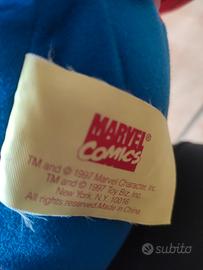 MARVEL®
COMICS
TM and © 1997 Marvel Character, Inc.
TM and © 1997 Toy Biz, Inc.
New York, N.Y. 10016
All rights reserved Made in China
subito